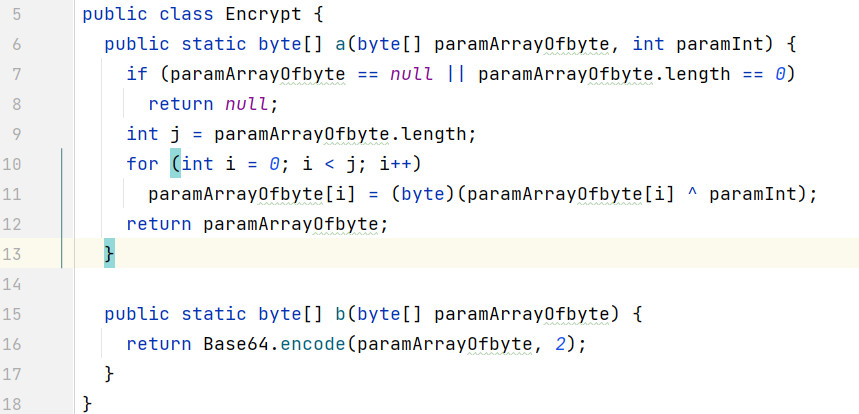 5 public class Encrypt {
6   public static byte[] a(byte[] paramArrayOfbyte, int paramInt) {
7     if (paramArrayOfbyte == null || paramArrayOfbyte.length == 0)
8       return null;
9     int j = paramArrayOfbyte.length;
10     for (int i = 0; i < j; i++)
11       paramArrayOfbyte[i] = (byte)(paramArrayOfbyte[i] ^ paramInt);
12     return paramArrayOfbyte;
13   }
14
15   public static byte[] b(byte[] paramArrayOfbyte) {
16     return Base64.encode(paramArrayOfbyte, 2);
17   }
18 }